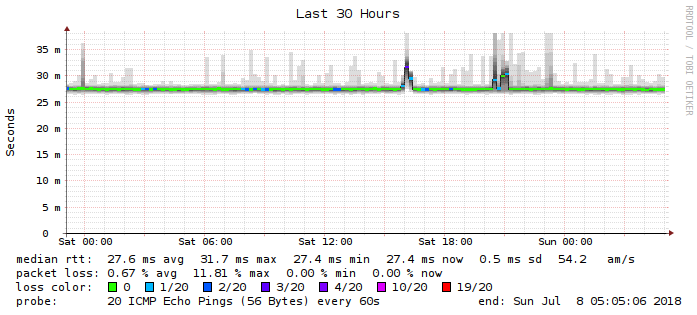 Last 30 Hours
RRDTOOL / TOBI OETIKER
Seconds
35 m
30 m
25 m
20 m
15 m
10 m
5 m
0
Sat 00:00 Sat 06:00 Sat 12:00 Sat 18:00 Sun 00:00
median rtt: 27.6 ms avg 31.7 ms max 27.4 ms min 27.4 ms now 0.5 ms sd 54.2 am/s
packet loss: 0.67 % avg 11.81 % max 0.00 % min 0.00 % now
loss color: 0 1/20 2/20 3/20 4/20 10/20 19/20
probe: 20 ICMP Echo Pings (56 Bytes) every 60s end: Sun Jul 8 05:05:06 2018